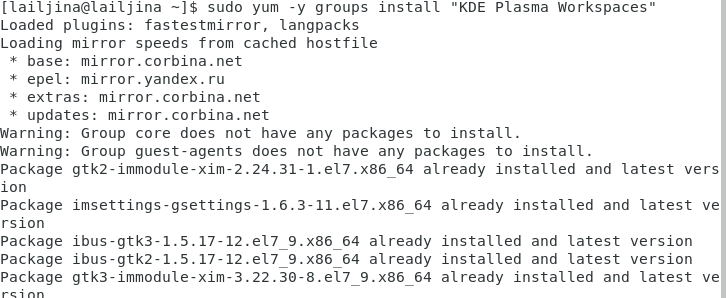 [lailjina@lailjina ~]$ sudo yum -y groups install "KDE Plasma Workspaces"
Loaded plugins: fastestmirror, langpacks
Loading mirror speeds from cached hostfile
 * base: mirror.corbina.net
 * epel: mirror.yandex.ru
 * extras: mirror.corbina.net
 * updates: mirror.corbina.net
Warning: Group core does not have any packages to install.
Warning: Group guest-agents does not have any packages to install.
Package gtk2-immodule-xim-2.24.31-1.el7.x86_64 already installed and latest vers
ion
Package imsettings-gsettings-1.6.3-11.el7.x86_64 already installed and latest ve
rsion
Package ibus-gtk3-1.5.17-12.el7_9.x86_64 already installed and latest version
Package ibus-gtk2-1.5.17-12.el7_9.x86_64 already installed and latest version
Package gtk3-immodule-xim-3.22.30-8.el7_9.x86_64 already installed and latest ve
rsion